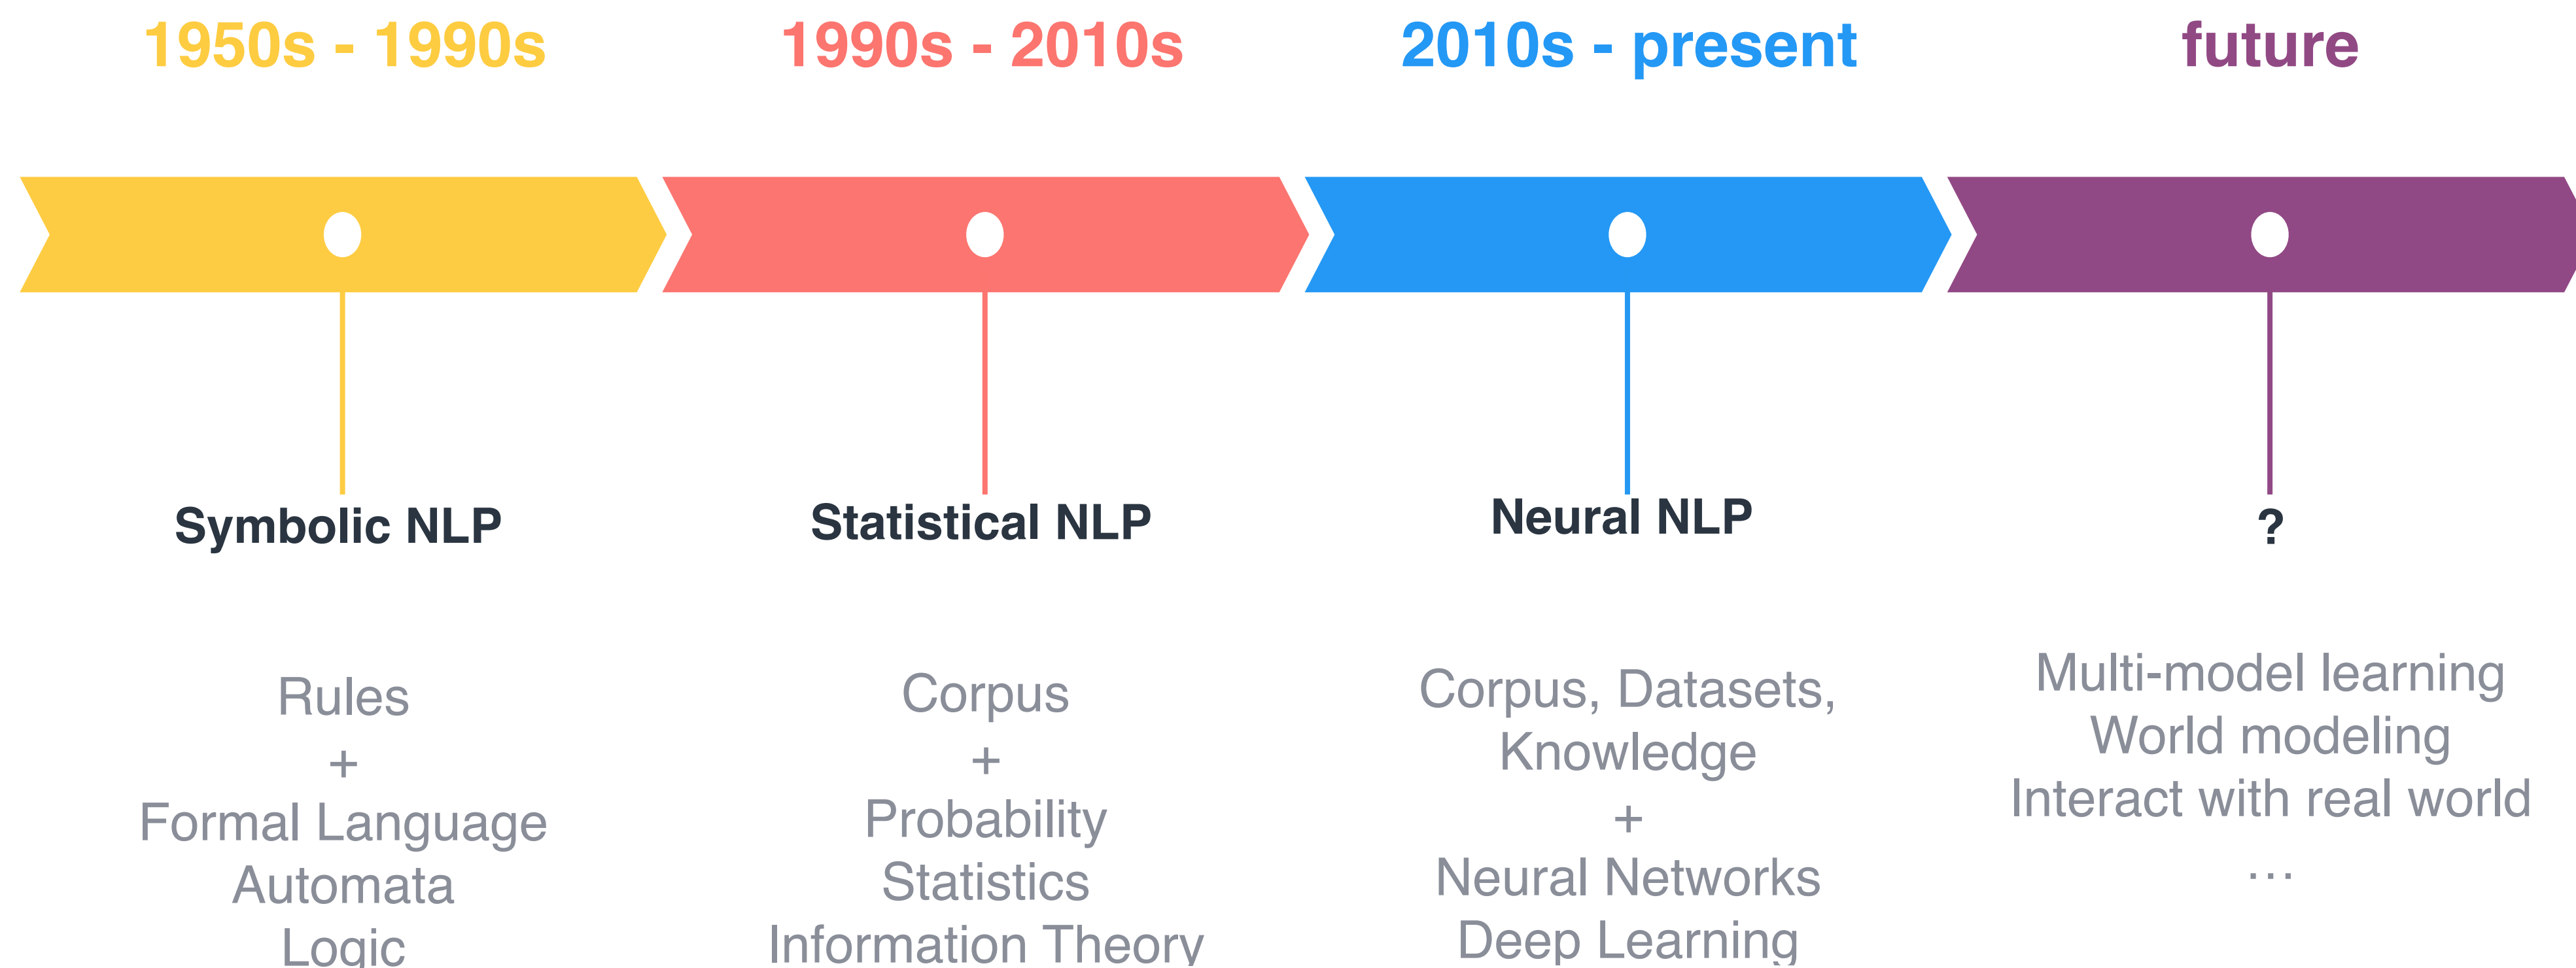 1950s - 1990s
1990s - 2010s
2010s - present
future
Symbolic NLP
Statistical NLP
Neural NLP
?
Rules
+
Formal Language
Automata
Logic
Corpus
+
Probability
Statistics
Information Theory
Corpus, Datasets,
Knowledge
+
Neural Networks
Deep Learning
Multi-model learning
World modeling
Interact with real world
…